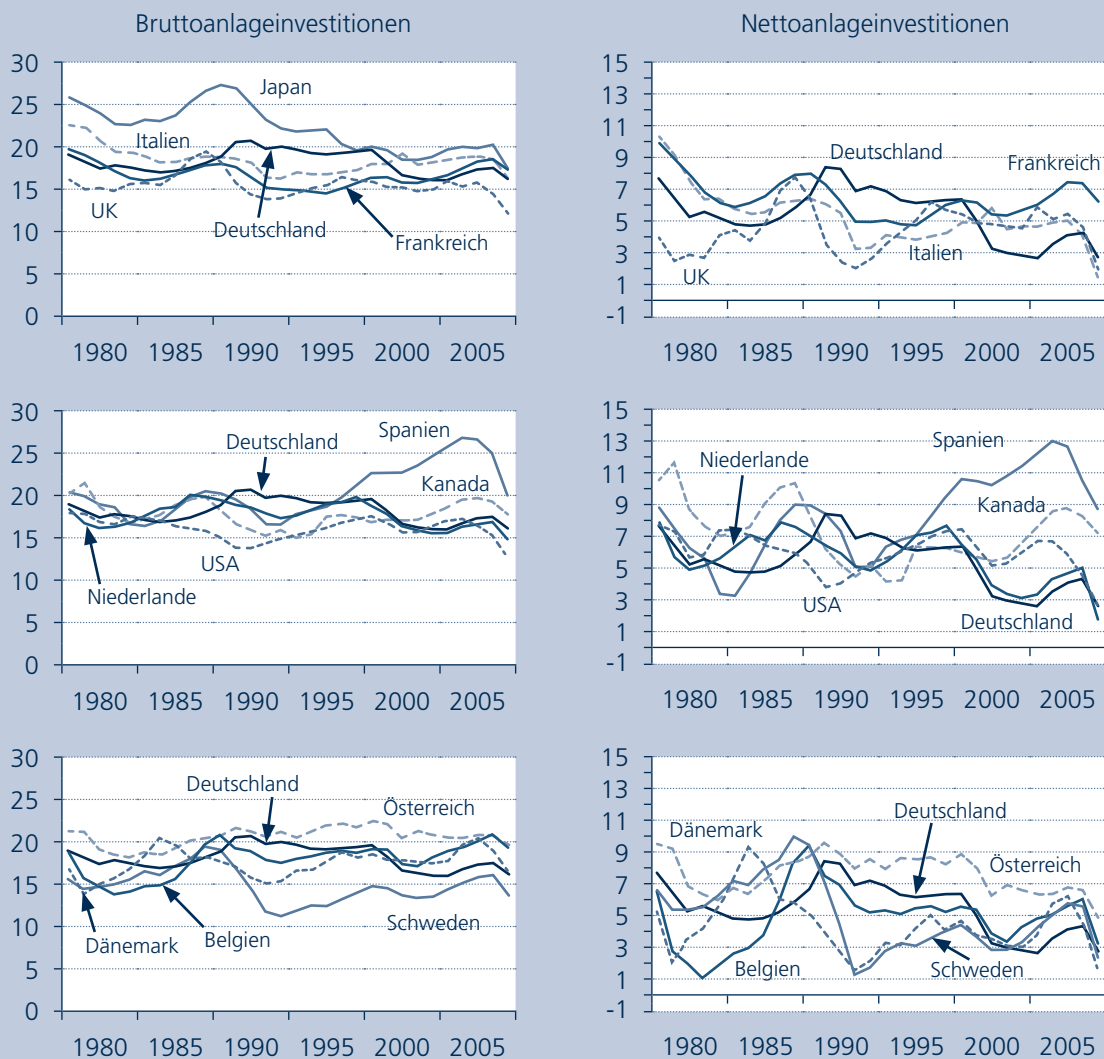 Bruttoanlageinvestitionen
30
25
20
15
10
5
0
Japan
Italien
UK
Deutschland
Frankreich
1980 1985 1990 1995 2000 2005
Nettoanlageinvestitionen
15
13
11
9
7
5
3
1
-1
Deutschland
Frankreich
Italien
UK
1980 1985 1990 1995 2000 2005
30
25
20
15
10
5
0
Spanien
Deutschland
Kanada
USA
Niederlande
1980 1985 1990 1995 2000 2005
15
13
11
9
7
5
3
1
-1
Spanien
Niederlande
Kanada
USA
Deutschland
1980 1985 1990 1995 2000 2005
30
25
20
15
10
5
0
Deutschland
Österreich
Schweden
Belgien
Dänemark
1980 1985 1990 1995 2000 2005
15
13
11
9
7
5
3
1
-1
Deutschland
Dänemark
Österreich
Belgien
Schweden
1980 1985 1990 1995 2000 2005